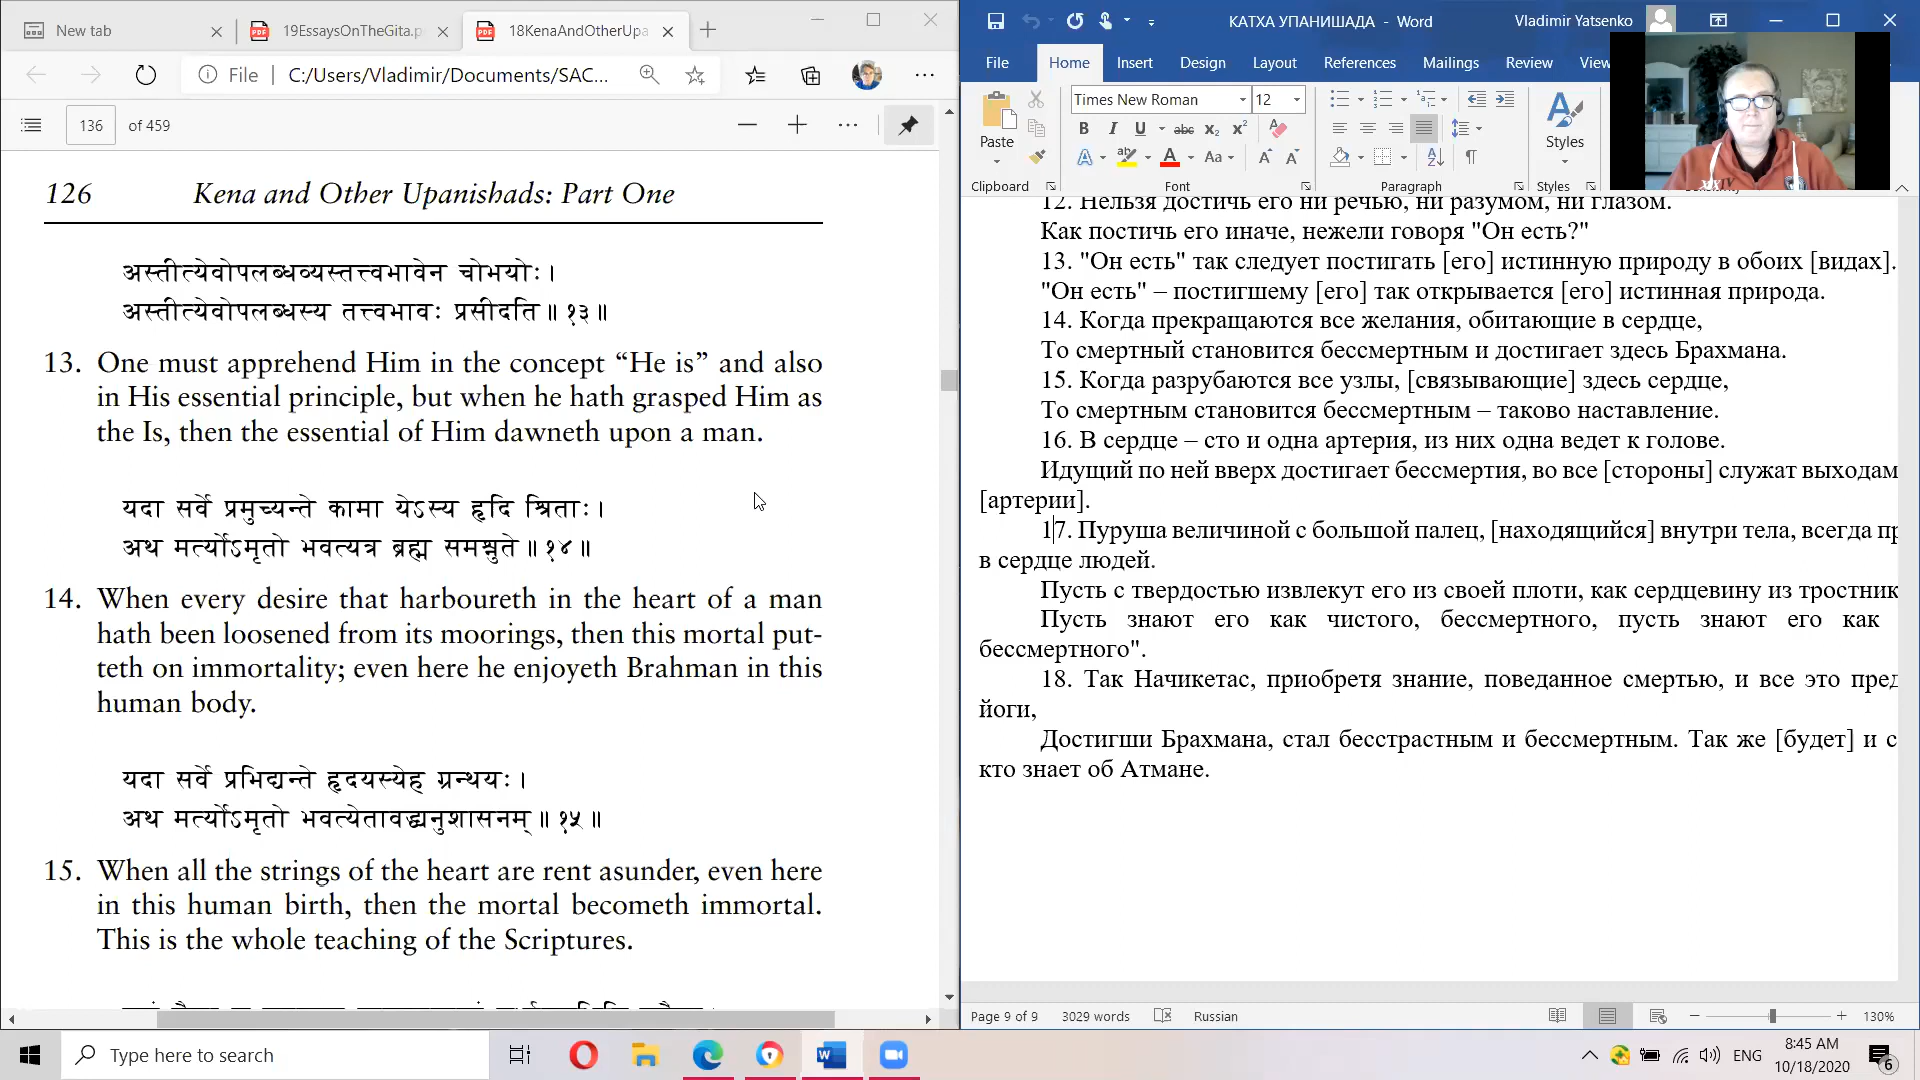 New tab
19EssaysOnTheGita.p
18KenaAndOtherUpa
File
C:/Users/Vladimir/Documents/SAC...
136 of 459
126 Kena and Other Upanishads: Part One
अस्तीत्येवोपलब्धव्यस्तत्त्वभावेन चोभयोः।
अस्तीत्येवोपलब्धस्य तत्त्वभावः प्रसीदति॥१३॥
13. One must apprehend Him in the concept “He is” and also
in His essential principle, but when he hath grasped Him as
the Is, then the essential of Him dawneth upon a man.
यदा सर्वे प्रमुच्यन्ते कामा येऽस्य हृदि श्रिताः।
अथ मर्त्योऽमृतो भवत्यत्र ब्रह्म समश्नुते॥१४॥
14. When every desire that harboureth in the heart of a man
hath been loosened from its moorings, then this mortal put-
teth on immortality; even here he enjoyeth Brahman in this
human body.
यदा सर्वे प्रभिद्यन्ते हृदयस्येह ग्रन्थयः।
अथ मर्त्योऽमृतो भवत्येतावद्ध्यनुशासनम्॥१५॥
15. When all the strings of the heart are rent asunder, even here
in this human birth, then the mortal becometh immortal.
This is the whole teaching of the Scriptures.
КАТХА УПАНИШАДА - Word
Vladimir Yatsenko
File Home Insert Design Layout References Mailings Review View
Times New Roman 12
Paste
Styles
Clipboard Font Paragraph Styles
12. Нельзя достичь его ни речью, ни разумом, ни глазом.
Как постичь его иначе, нежели говоря "Он есть?"
13. "Он есть" так следует постигать [его] истинную природу в обоих [видах].
"Он есть" – постигшему [его] так открывается [его] истинная природа.
14. Когда прекращаются все желания, обитающие в сердце,
То смертный становится бессмертным и достигает здесь Брахмана.
15. Когда разрубаются все узлы, [связывающие] здесь сердце,
То смертным становится бессмертным – таково наставление.
16. В сердце – сто и одна артерия, из них одна ведет к голове.
Идущий по ней вверх достигает бессмертия, во все [стороны] служат выходам
[артерии].
17. Пуруша величиной с большой палец, [находящийся] внутри тела, всегда пр
в сердце людей.
Пусть с твердостью извлекут его из своей плоти, как сердцевину из тростник
Пусть знают его как чистого, бессмертного, пусть знают его как
бессмертного".
18. Так Начикетас, приобретя знание, поведанное смертью, и все это пред
йоги,
Достигши Брахмана, стал бесстрастным и бессмертным. Так же [будет] и с
кто знает об Атмане.
Page 9 of 9 3029 words Russian 130%
Type here to search
ENG
8:45 AM
10/18/2020
6